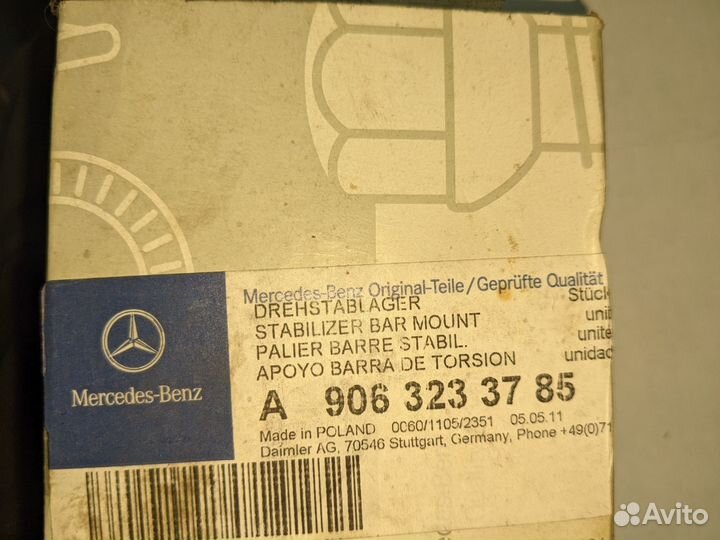 Mercedes-Benz Original-Teile/Geprüfte Qualität
DREHSTABLAGER Stück
STABILIZER BAR MOUNT unit
PALIER BARRE STABIL. unite
APOYO BARRA DE TORSION unidad
Mercedes-Benz
A 906 323 37 85
Made in POLAND 0060/1105/2351 05.05.11
Daimler AG, 70546 Stuttgart, Germany, Phone +49(0)71
Avito